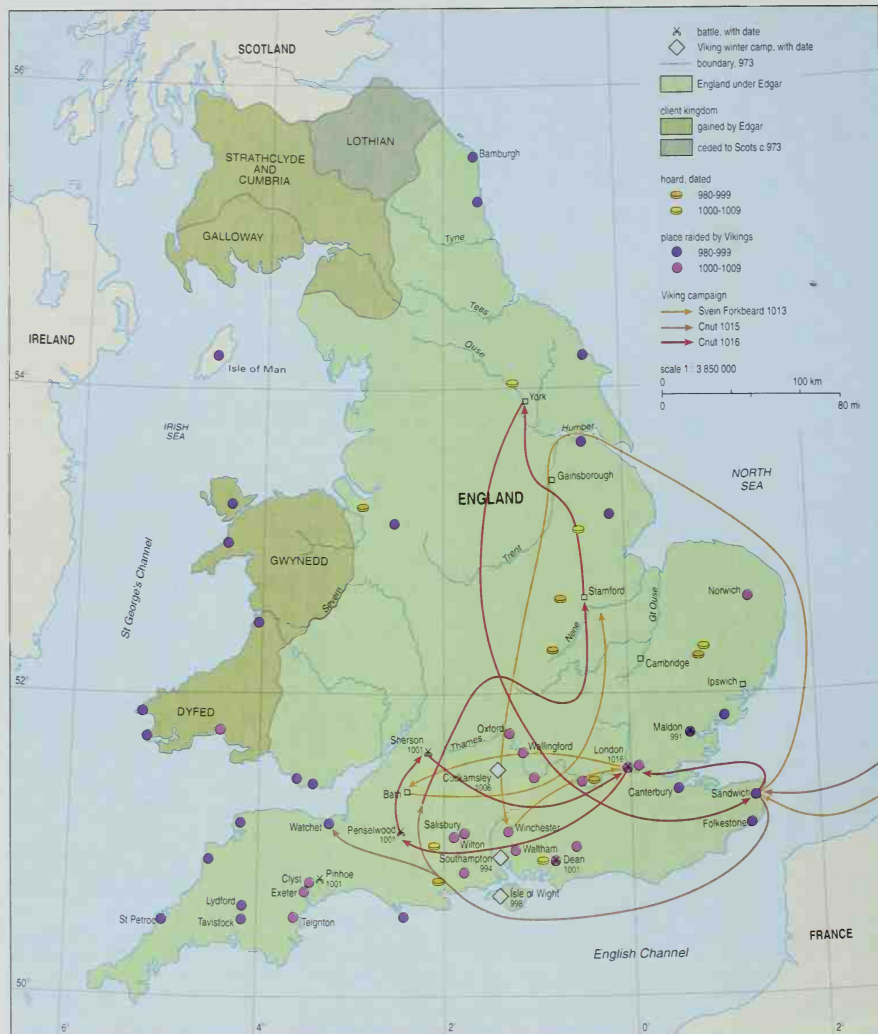 SCOTLAND
battle, with date
Viking winter camp, with date
boundary, 973
England under Edgar
client kingdom
gained by Edgar
ceded to Scots c 973
hoard, dated
980-999
1000-1009
place raided by Vikings
980-999
1000-1009
Viking campaign
Svein Forkbeard 1013
Cnut 1015
Cnut 1016
scale 1 : 3 850 000
0
100 km
0
80 mi
56°
LOTHIAN
STRATHCLYDE
AND
CUMBRIA
Bamburgh
GALLOWAY
Tyne
Tees
IRELAND
Isle of Man
Ouse
54°
York
IRISH
SEA
Humber
Gainsborough
NORTH
SEA
ENGLAND
St George's Channel
GWYNEDD
Trent
Severn
Stamford
Norwich
Nene
Gt Ouse
Cambridge
52°
Ipswich
DYFED
Maldon
991
Sherston
1001
Thames
Oxford
Wallingford
London
1016
Cuckamsley
1006
Bath
Canterbury
Sandwich
Watchet
Penselwood
1001
Salisbury
Wilton
Winchester
Folkestone
Southampton
994
Waltham
Dean
1001
Clyst
Pinhoe
1001
Exeter
Isle of Wight
998
Lydford
St Petroc
Tavistock
Teignton
FRANCE
English Channel
50°
6°
4°
2°
0°
2°